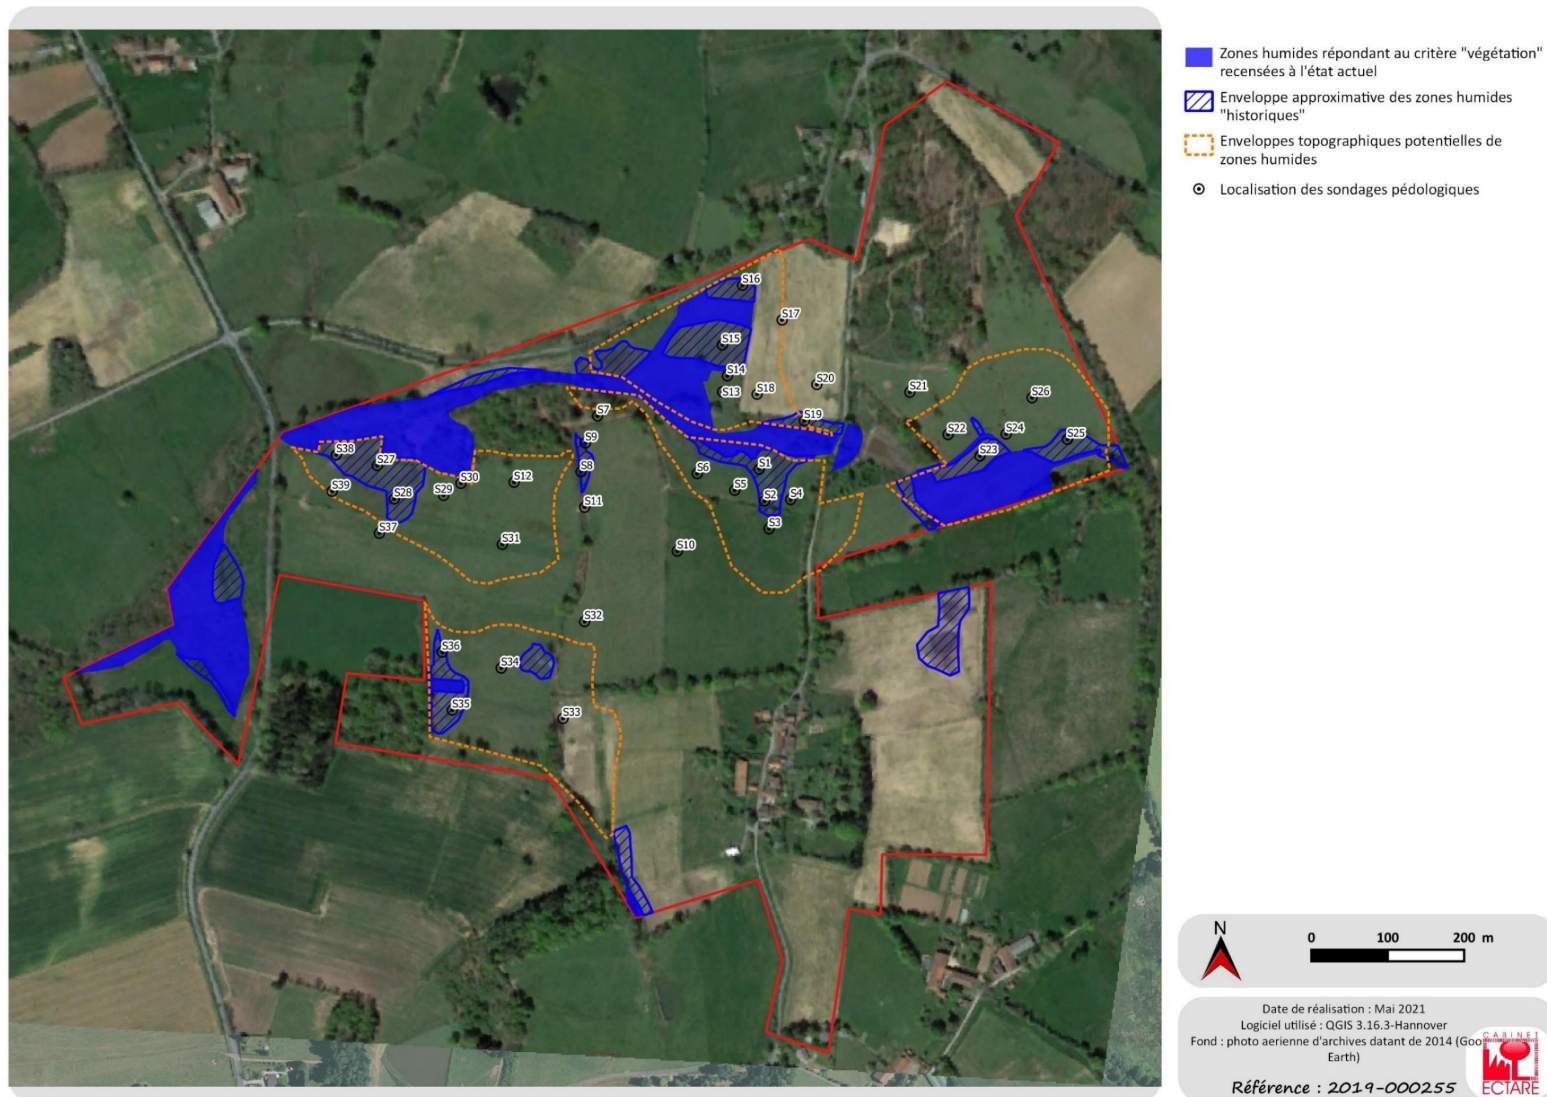 Zones humides répondant au critère "végétation"
recensées à l'état actuel
Enveloppe approximative des zones humides
"historiques"
Enveloppes topographiques potentielles de
zones humides
Localisation des sondages pédologiques
S16
S17
S15
S14
S13
S18
S20
S21
S26
S7
S19
S9
S22
S24
S25
S38
S27
S8
S6
S1
S23
S39
S28
S29
S30
S12
S5
S2
S4
S11
S37
S31
S3
S10
S32
S36
S34
S35
S33
N
0 100 200 m
Date de réalisation : Mai 2021
Logiciel utilisé : QGIS 3.16.3-Hannover
Fond : photo aerienne d'archives datant de 2014 (Goo
Earth)
Référence : 2019-000255
CABINET
ECTARE